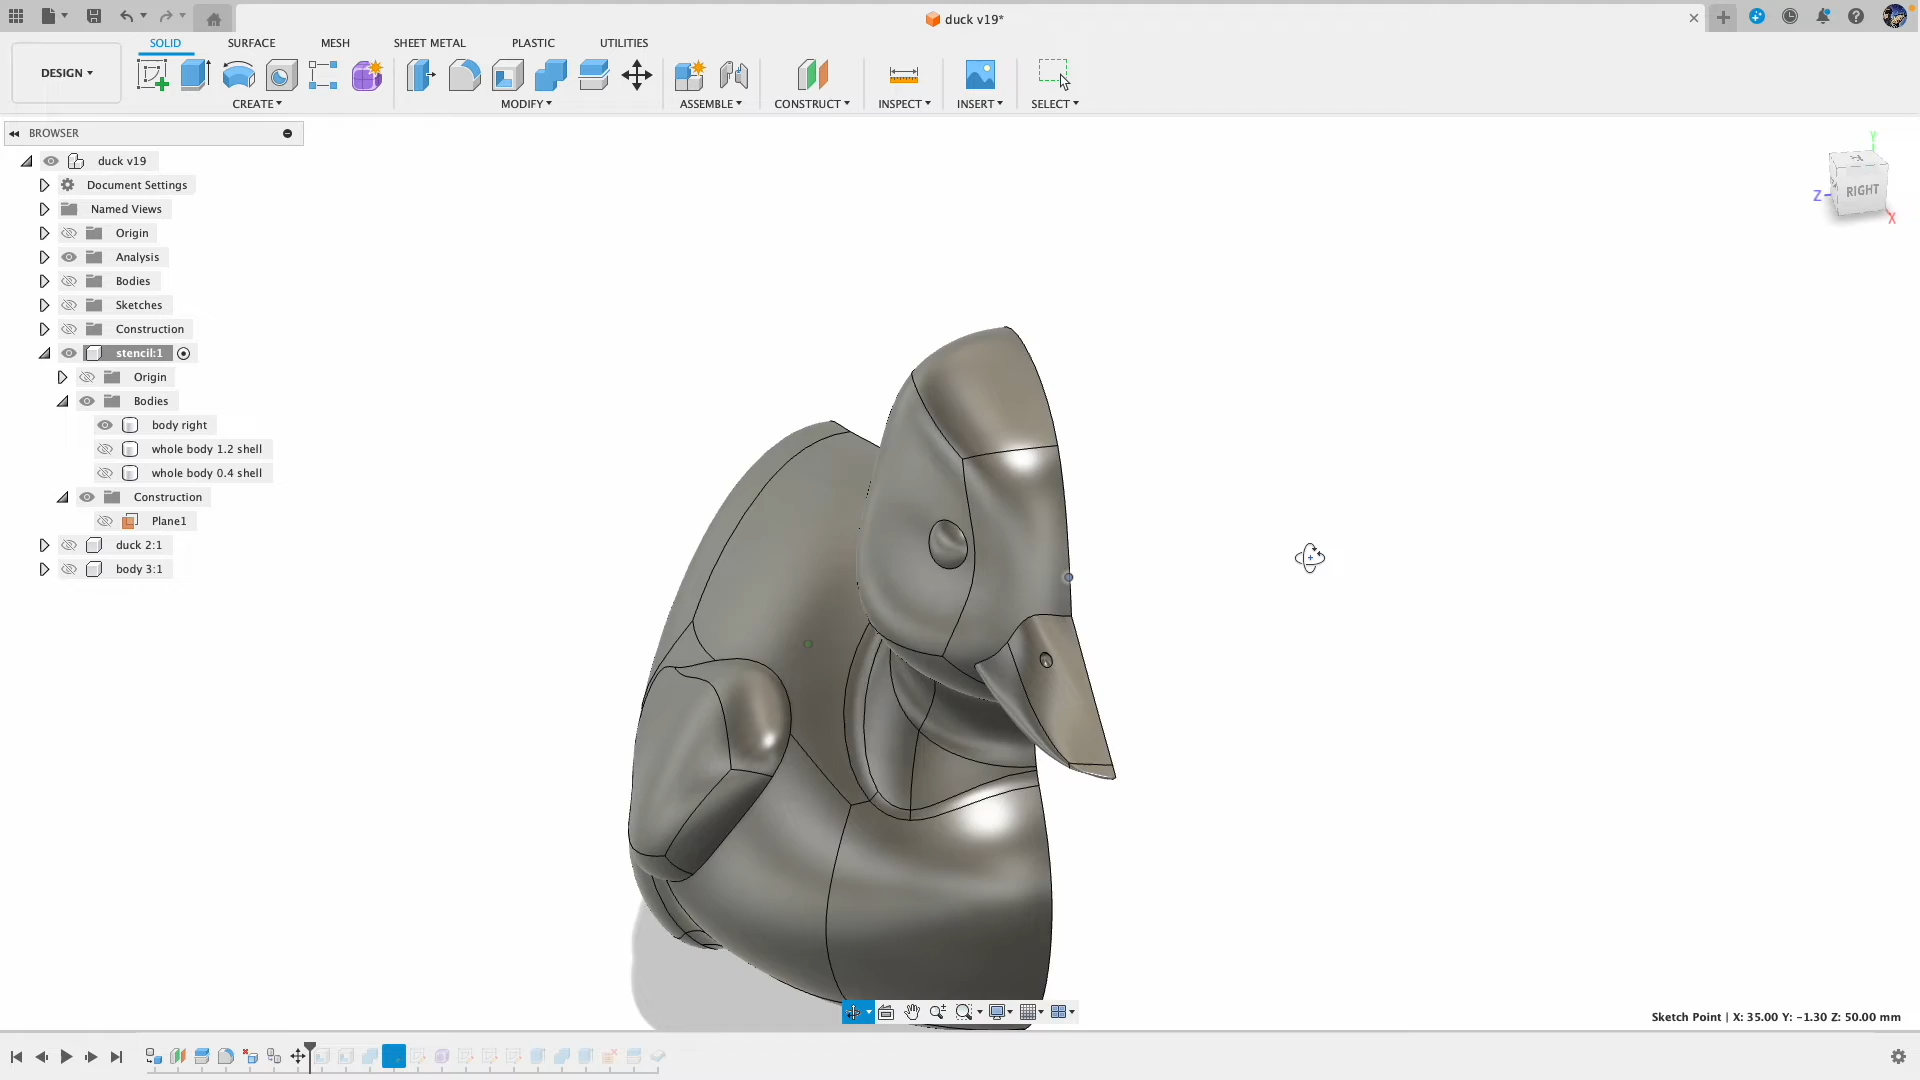 duck v19*
SOLID SURFACE MESH SHEET METAL PLASTIC UTILITIES
DESIGN
CREATE MODIFY ASSEMBLE CONSTRUCT INSPECT INSERT SELECT
BROWSER
duck v19
Document Settings
Named Views
Origin
Analysis
Bodies
Sketches
Construction
stencil:1
Origin
Bodies
body right
whole body 1.2 shell
whole body 0.4 shell
Construction
Plane1
duck 2:1
body 3:1
Y
RIGHT
Z
X
Sketch Point | X: 35.00 Y: −1.30 Z: 50.00 mm